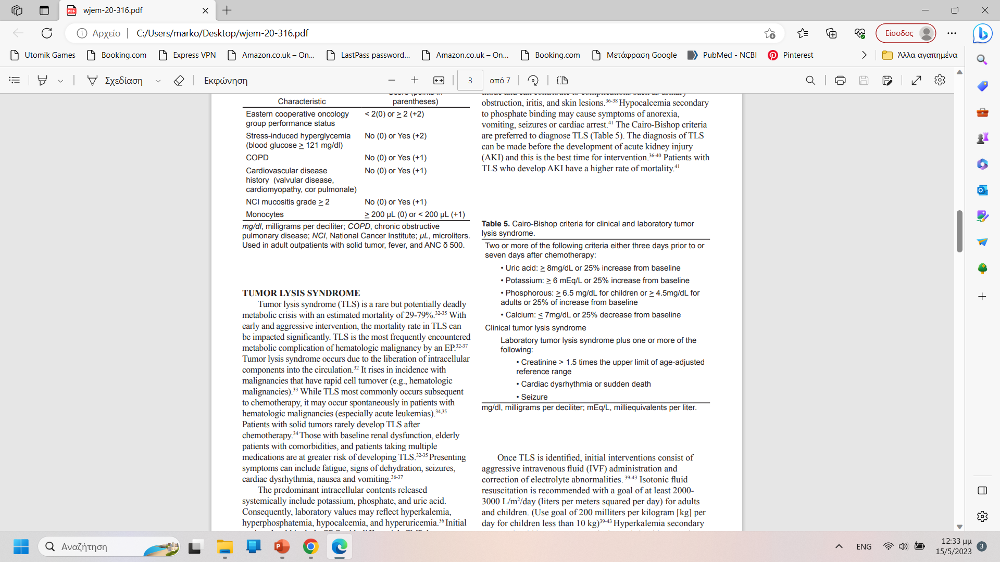 wjem-20-316.pdf
Αρχείο
C:/Users/marko/Desktop/wjem-20-316.pdf
Είσοδος
Utomik Games
Booking.com
Express VPN
Amazon.co.uk – On...
LastPass password...
Amazon.co.uk – On...
Booking.com
Μετάφραση Google
PubMed - NCBI
Pinterest
Άλλα αγαπημένα
Σχεδίαση
Εκφώνηση
3
από 7
Score (points in
Characteristic parentheses)
Eastern cooperative oncology < 2(0) or ≥ 2 (+2)
group performance status
Stress-induced hyperglycemia No (0) or Yes (+2)
(blood glucose ≥ 121 mg/dl)
COPD No (0) or Yes (+1)
Cardiovascular disease No (0) or Yes (+1)
history (valvular disease,
cardiomyopathy, cor pulmonale)
NCI mucositis grade ≥ 2 No (0) or Yes (+1)
Monocytes ≥ 200 µL (0) or < 200 µL (+1)
mg/dl, milligrams per deciliter; COPD, chronic obstructive
pulmonary disease; NCI, National Cancer Institute; µL, microliters.
Used in adult outpatients with solid tumor, fever, and ANC δ 500.
TUMOR LYSIS SYNDROME
Tumor lysis syndrome (TLS) is a rare but potentially deadly
metabolic crisis with an estimated mortality of 29-79%.32-35 With
early and aggressive intervention, the mortality rate in TLS can
be impacted significantly. TLS is the most frequently encountered
metabolic complication of hematologic malignancy by an EP.32-37
Tumor lysis syndrome occurs due to the liberation of intracellular
components into the circulation.32 It rises in incidence with
malignancies that have rapid cell turnover (e.g., hematologic
malignancies).33 While TLS most commonly occurs subsequent
to chemotherapy, it may occur spontaneously in patients with
hematologic malignancies (especially acute leukemias).34,35
Patients with solid tumors rarely develop TLS after
chemotherapy.34 Those with baseline renal dysfunction, elderly
patients with comorbidities, and patients taking multiple
medications are at greater risk of developing TLS.32-35 Presenting
symptoms can include fatigue, signs of dehydration, seizures,
cardiac dysrhythmia, nausea and vomiting.36-37
The predominant intracellular contents released
systemically include potassium, phosphate, and uric acid.
Consequently, laboratory values may reflect hyperkalemia,
hyperphosphatemia, hypocalcemia, and hyperuricemia.36 Initial
tissue and can contribute to complications such as urinary
obstruction, iritis, and skin lesions.36-38 Hypocalcemia secondary
to phosphate binding may cause symptoms of anorexia,
vomiting, seizures or cardiac arrest.41 The Cairo-Bishop criteria
are preferred to diagnose TLS (Table 5). The diagnosis of TLS
can be made before the development of acute kidney injury
(AKI) and this is the best time for intervention.36-40 Patients with
TLS who develop AKI have a higher rate of mortality.41
Table 5. Cairo-Bishop criteria for clinical and laboratory tumor
lysis syndrome.
Two or more of the following criteria either three days prior to or
seven days after chemotherapy:
• Uric acid: ≥ 8mg/dL or 25% increase from baseline
• Potassium: ≥ 6 mEq/L or 25% increase from baseline
• Phosphorous: ≥ 6.5 mg/dL for children or ≥ 4.5mg/dL for
adults or 25% of increase from baseline
• Calcium: ≤ 7mg/dL or 25% decrease from baseline
Clinical tumor lysis syndrome
Laboratory tumor lysis syndrome plus one or more of the
following:
• Creatinine > 1.5 times the upper limit of age-adjusted
reference range
• Cardiac dysrhythmia or sudden death
• Seizure
mg/dl, milligrams per deciliter; mEq/L, milliequivalents per liter.
Once TLS is identified, initial interventions consist of
aggressive intravenous fluid (IVF) administration and
correction of electrolyte abnormalities. 39-43 Isotonic fluid
resuscitation is recommended with a goal of at least 2000-
3000 L/m2/day (liters per meters squared per day) for adults
and children. (Use goal of 200 milliters per kilogram [kg] per
day for children less than 10 kg)39-43 Hyperkalemia secondary
Αναζήτηση
ENG
12:33 μμ
15/5/2023
3